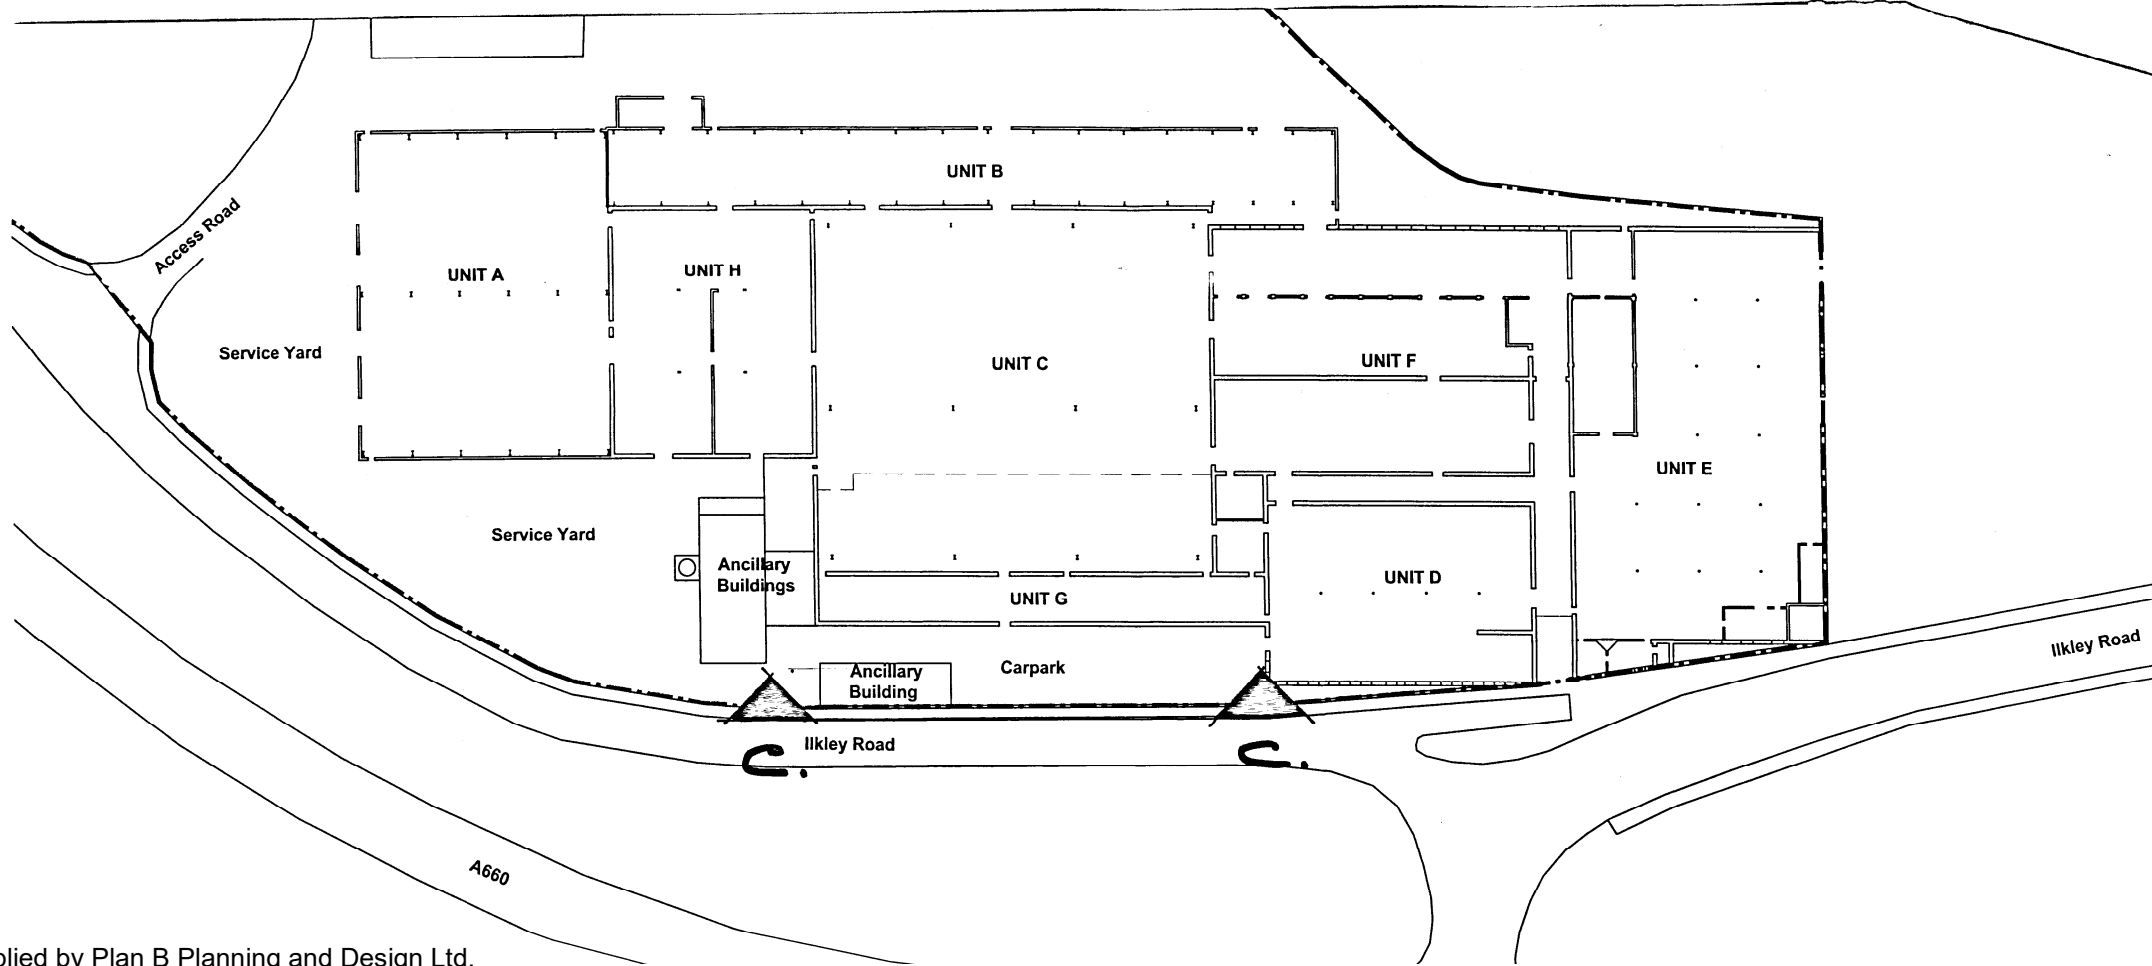 UNIT B
Access Road
UNIT A
UNIT H
Service Yard
UNIT C
UNIT F
UNIT E
Service Yard
Ancillary
Buildings
UNIT D
UNIT G
Ilkley Road
Carpark
Ancillary
Building
Ilkley Road
C.
C.
A660
plied by Plan B Planning and Design Ltd.